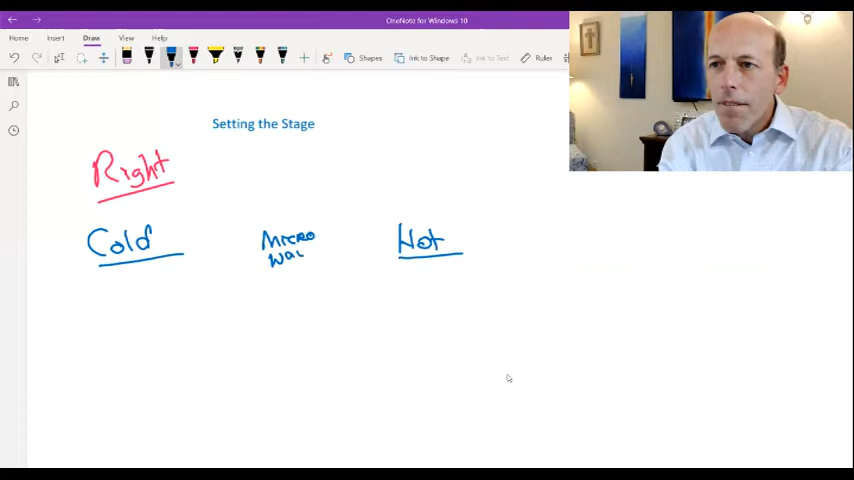 OneNote for Windows 10
Home Insert Draw View Help
Shapes Ink to Shape Ink to Text Ruler
Setting the Stage
Right
Cold Micro Hot